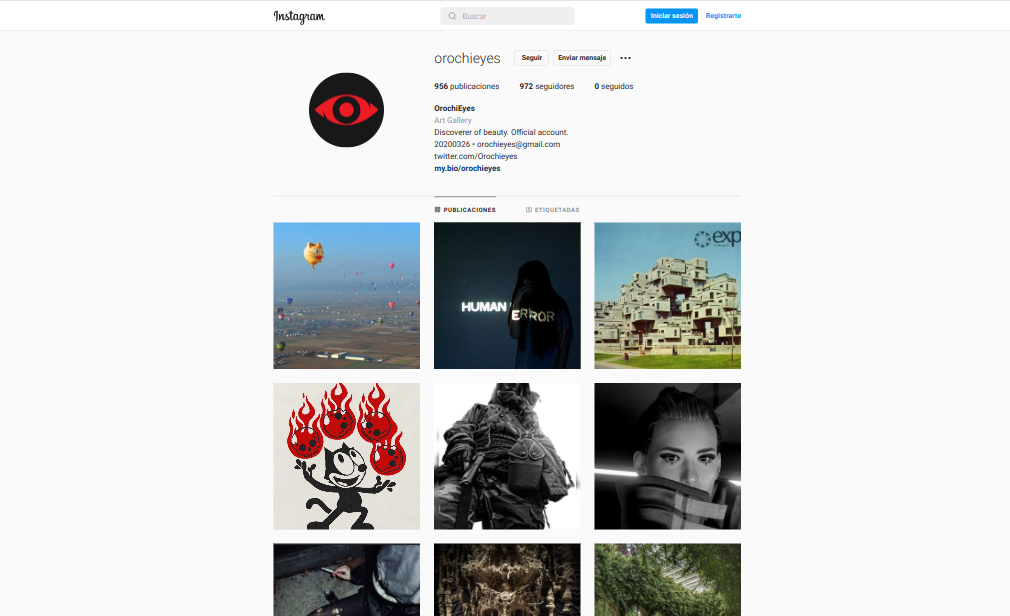 Instagram
Buscar
Iniciar sesión
Registrarte
orochieyes
Seguir
Enviar mensaje
956 publicaciones
972 seguidores
0 seguidos
OrochiEyes
Art Gallery
Discoverer of beauty. Official account.
20200326 • orochieyes@gmail.com
twitter.com/Orochieyes
my.bio/orochieyes
PUBLICACIONES
ETIQUETADAS
HUMAN
ERROR
exp